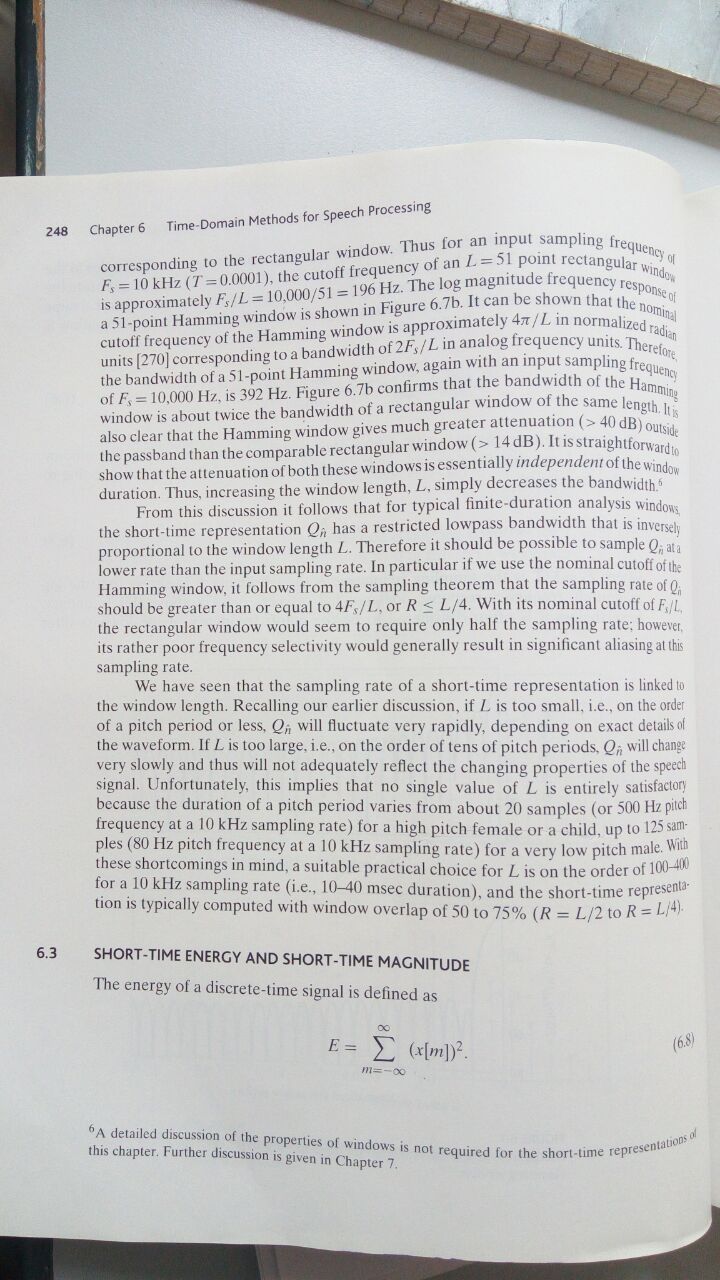 248 Chapter 6 Time-Domain Methods for Speech Processing
corresponding to the rectangular window. Thus for an input sampling frequency of
Fₛ = 10 kHz (T = 0.0001), the cutoff frequency of an L = 51 point rectangular window
is approximately Fₛ/L = 10,000/51 = 196 Hz. The log magnitude frequency response of
a 51-point Hamming window is shown in Figure 6.7b. It can be shown that the nominal
cutoff frequency of the Hamming window is approximately 4π/L in normalized radian
units [270] corresponding to a bandwidth of 2Fₛ/L in analog frequency units. Therefore,
the bandwidth of a 51-point Hamming window, again with an input sampling frequency
of Fₛ = 10,000 Hz, is 392 Hz. Figure 6.7b confirms that the bandwidth of the Hamming
window is about twice the bandwidth of a rectangular window of the same length. It is
also clear that the Hamming window gives much greater attenuation (> 40 dB) outside
the passband than the comparable rectangular window (> 14 dB). It is straightforward to
show that the attenuation of both these windows is essentially independent of the window
duration. Thus, increasing the window length, L, simply decreases the bandwidth.⁶
From this discussion it follows that for typical finite-duration analysis windows,
the short-time representation Qn̂ has a restricted lowpass bandwidth that is inversely
proportional to the window length L. Therefore it should be possible to sample Qn̂ at a
lower rate than the input sampling rate. In particular if we use the nominal cutoff of the
Hamming window, it follows from the sampling theorem that the sampling rate of Qn̂
should be greater than or equal to 4Fₛ/L, or R ≤ L/4. With its nominal cutoff of Fₛ/L,
the rectangular window would seem to require only half the sampling rate; however,
its rather poor frequency selectivity would generally result in significant aliasing at this
sampling rate.
We have seen that the sampling rate of a short-time representation is linked to
the window length. Recalling our earlier discussion, if L is too small, i.e., on the order
of a pitch period or less, Qn̂ will fluctuate very rapidly, depending on exact details of
the waveform. If L is too large, i.e., on the order of tens of pitch periods, Qn̂ will change
very slowly and thus will not adequately reflect the changing properties of the speech
signal. Unfortunately, this implies that no single value of L is entirely satisfactory
because the duration of a pitch period varies from about 20 samples (or 500 Hz pitch
frequency at a 10 kHz sampling rate) for a high pitch female or a child, up to 125 sam-
ples (80 Hz pitch frequency at a 10 kHz sampling rate) for a very low pitch male. With
these shortcomings in mind, a suitable practical choice for L is on the order of 100–400
for a 10 kHz sampling rate (i.e., 10–40 msec duration), and the short-time representa-
tion is typically computed with window overlap of 50 to 75% (R = L/2 to R = L/4).
6.3 SHORT-TIME ENERGY AND SHORT-TIME MAGNITUDE
The energy of a discrete-time signal is defined as
E = ∑_{m=−∞}^{∞} (x[m])². (6.8)
⁶A detailed discussion of the properties of windows is not required for the short-time representations of
this chapter. Further discussion is given in Chapter 7.